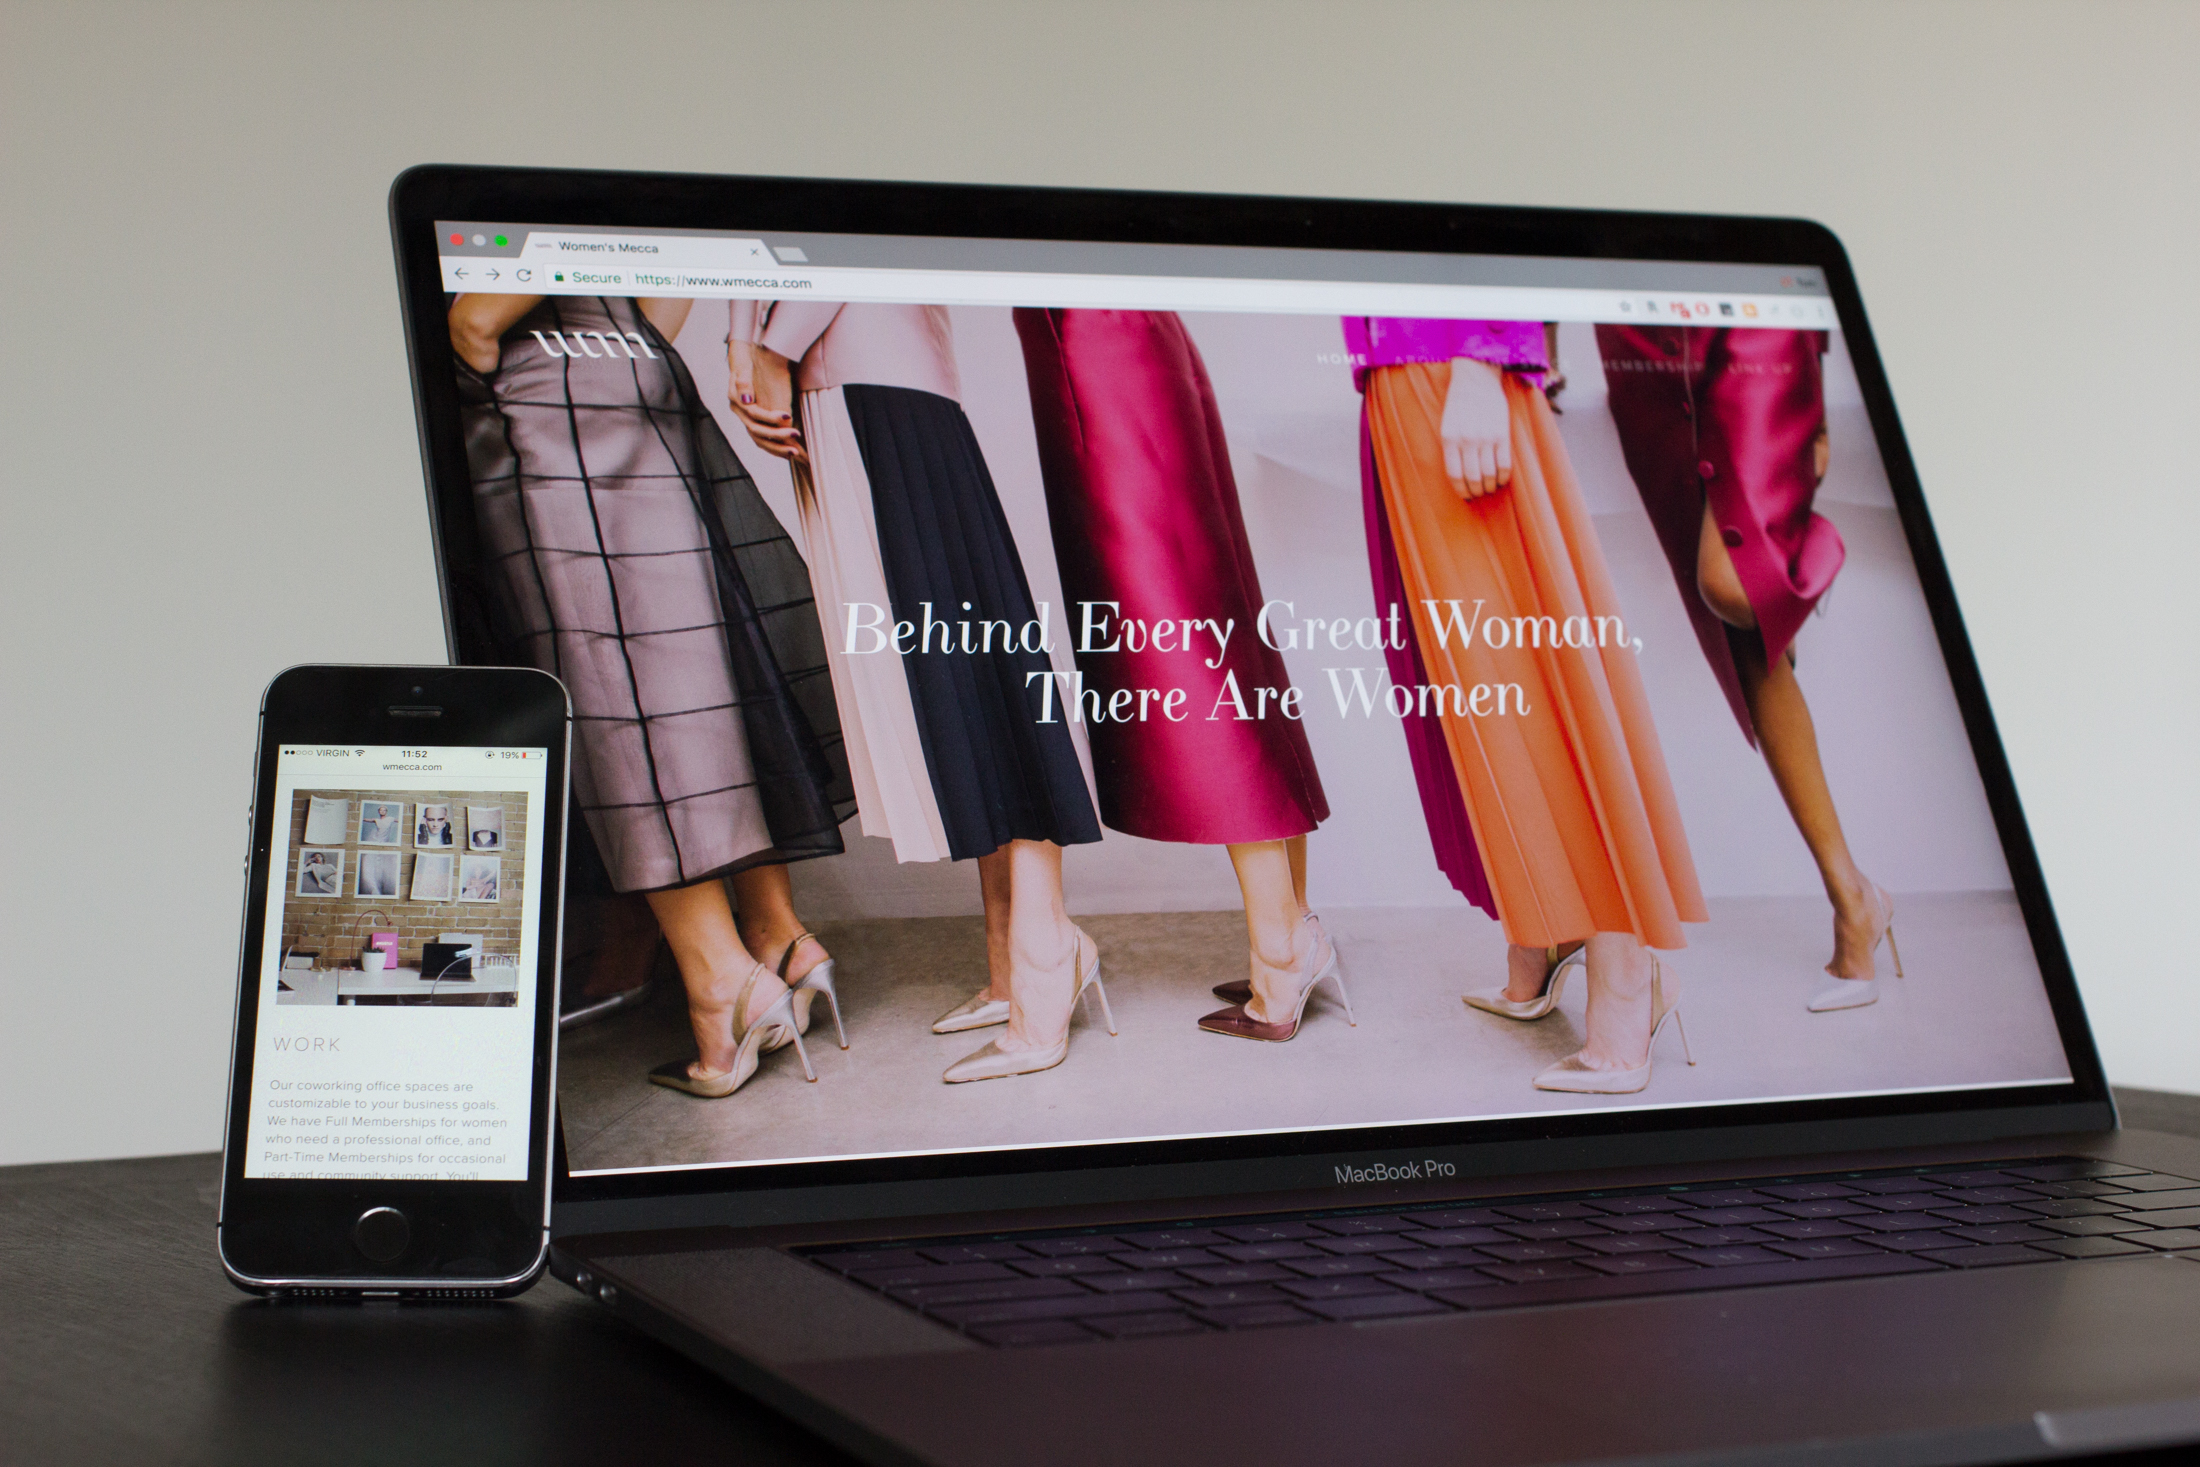 Women's Mecca
Secure https://www.wmecca.com
wm
HOME ABOUT MEMBERSHIP LINK UP
Behind Every Great Woman,
There Are Women
MacBook Pro
VIRGIN 11:52 19%
wmecca.com
WORK
Our coworking office spaces are
customizable to your business goals.
We have Full Memberships for women
who need a professional office, and
Part-Time Memberships for occasional
use and community support. You'll